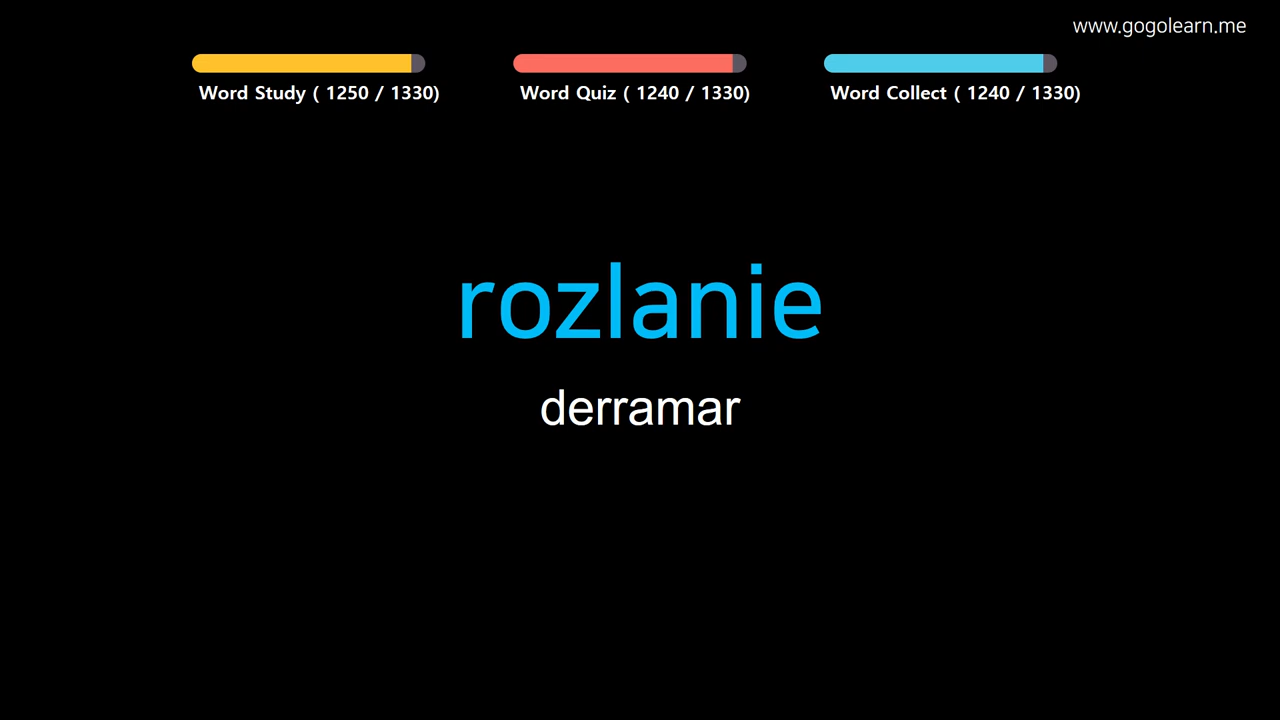 www.gogolearn.me
Word Study ( 1250 / 1330)
Word Quiz ( 1240 / 1330)
Word Collect ( 1240 / 1330)
rozlanie
derramar